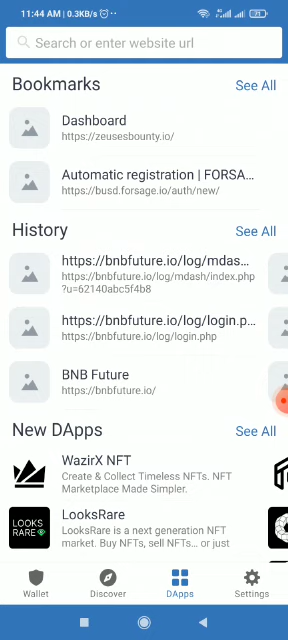 11:44 AM | 0.3KB/s
Search or enter website url
Bookmarks See All
Dashboard
https://zeusesbounty.io/
Automatic registration | FORSA...
https://busd.forsage.io/auth/new/
History See All
https://bnbfuture.io/log/mdas...
https://bnbfuture.io/log/mdash/index.php
?u=62140abc5f4b8
https://bnbfuture.io/log/login.p...
https://bnbfuture.io/log/login.php
BNB Future
https://bnbfuture.io/
New DApps See All
WazirX NFT
Create & Collect Timeless NFTs. NFT
Marketplace Made Simpler.
LOOKS
RARE
LooksRare
LooksRare is a next generation NFT
market. Buy NFTs, sell NFTs... or just
Wallet Discover DApps Settings